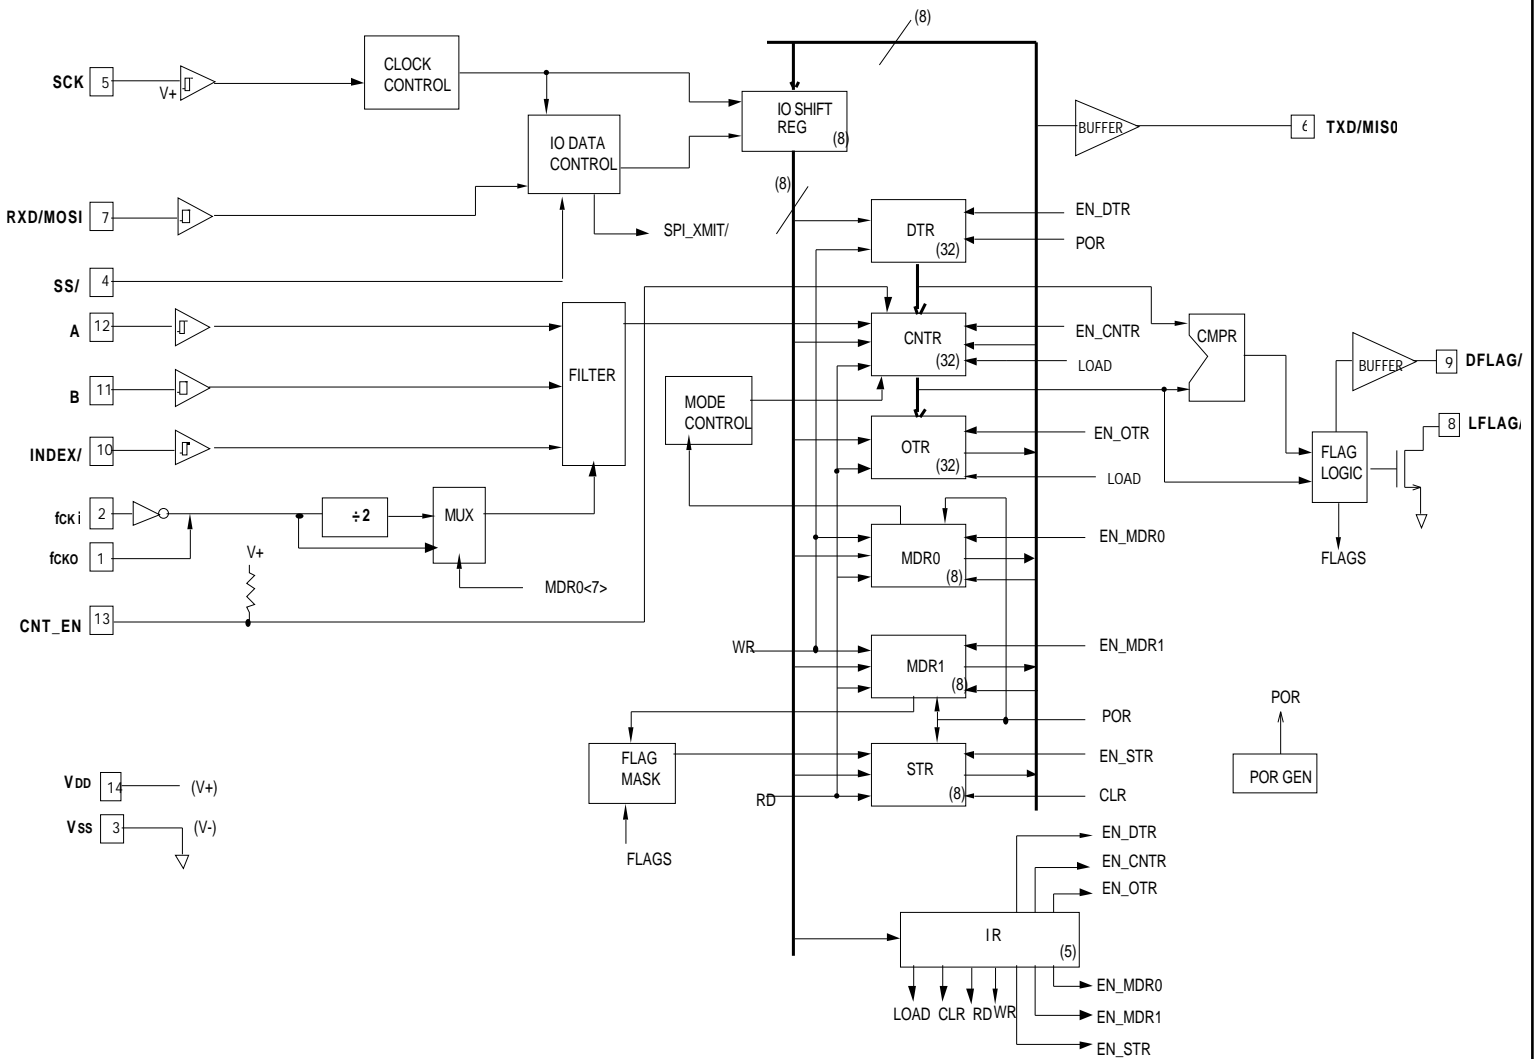 (8)
SCK 5
V+
CLOCK
CONTROL
IO SHIFT
REG
(8)
BUFFER
6 TXD/MISO
IO DATA
CONTROL
(8)
RXD/MOSI 7
SPI_XMIT/
SS/ 4
DTR
(32)
EN_DTR
POR
A 12
CNTR
(32)
EN_CNTR
LOAD
CMPR
BUFFER
9 DFLAG/
FILTER
B 11
MODE
CONTROL
8 LFLAG/
INDEX/ 10
OTR
(32)
EN_OTR
LOAD
FLAG
LOGIC
FLAGS
fCKi 2
÷2
MUX
fCKO 1
V+
MDR0<7>
MDR0
(8)
EN_MDR0
CNT_EN 13
WR
MDR1
(8)
EN_MDR1
POR
POR
POR GEN
FLAG
MASK
FLAGS
STR
(8)
EN_STR
RD
CLR
VDD 14 (V+)
VSS 3 (V-)
EN_DTR
EN_CNTR
EN_OTR
IR
(5)
LOAD CLR RD WR
EN_MDR0
EN_MDR1
EN_STR